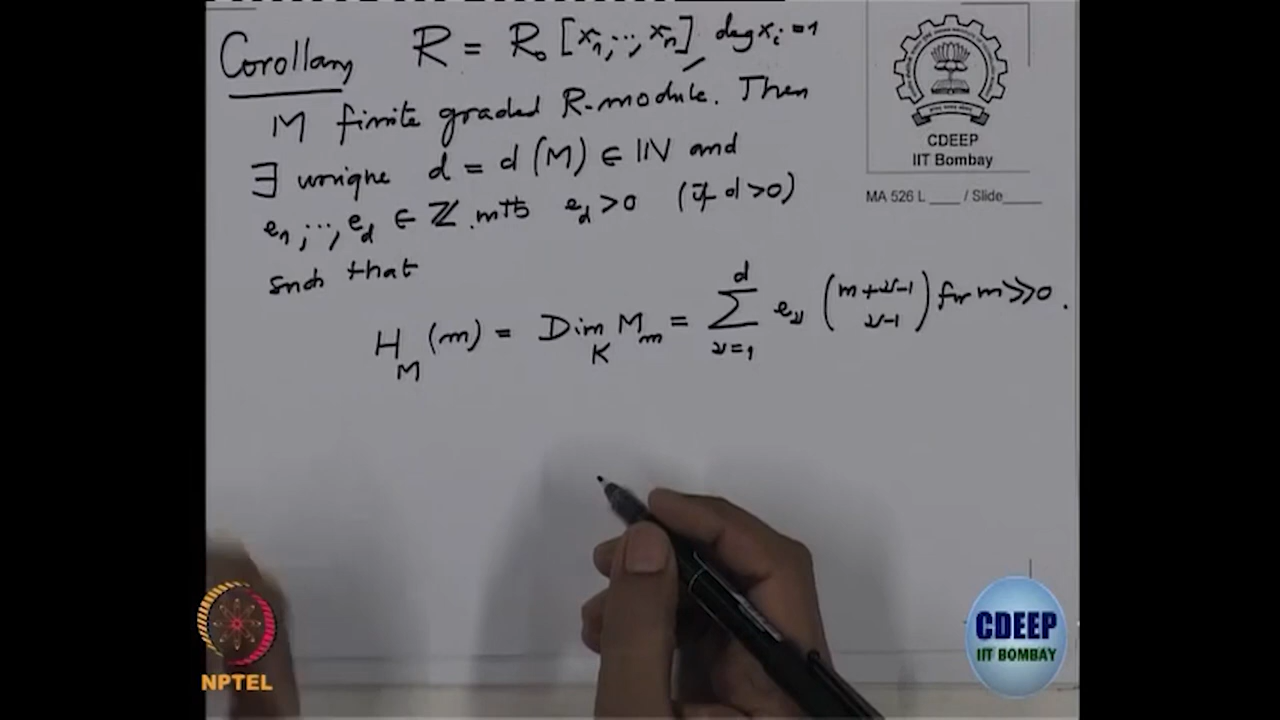 Corollary R = R₀ [x₁,⋯,xₙ], deg xᵢ = 1
M finite graded R-module. Then
∃ unique d = d(M) ∈ ℕ and
e₁,⋯,e_d ∈ ℤ with e_d > 0 (if d > 0)
such that
H_M(m) = Dim_K M_m = ∑_{ν=1}^{d} e_ν \binom{m+ν-1}{ν-1} for m ≫ 0.
CDEEP
IIT Bombay
MA 526 L ____ / Slide_____
NPTEL
CDEEP
IIT BOMBAY